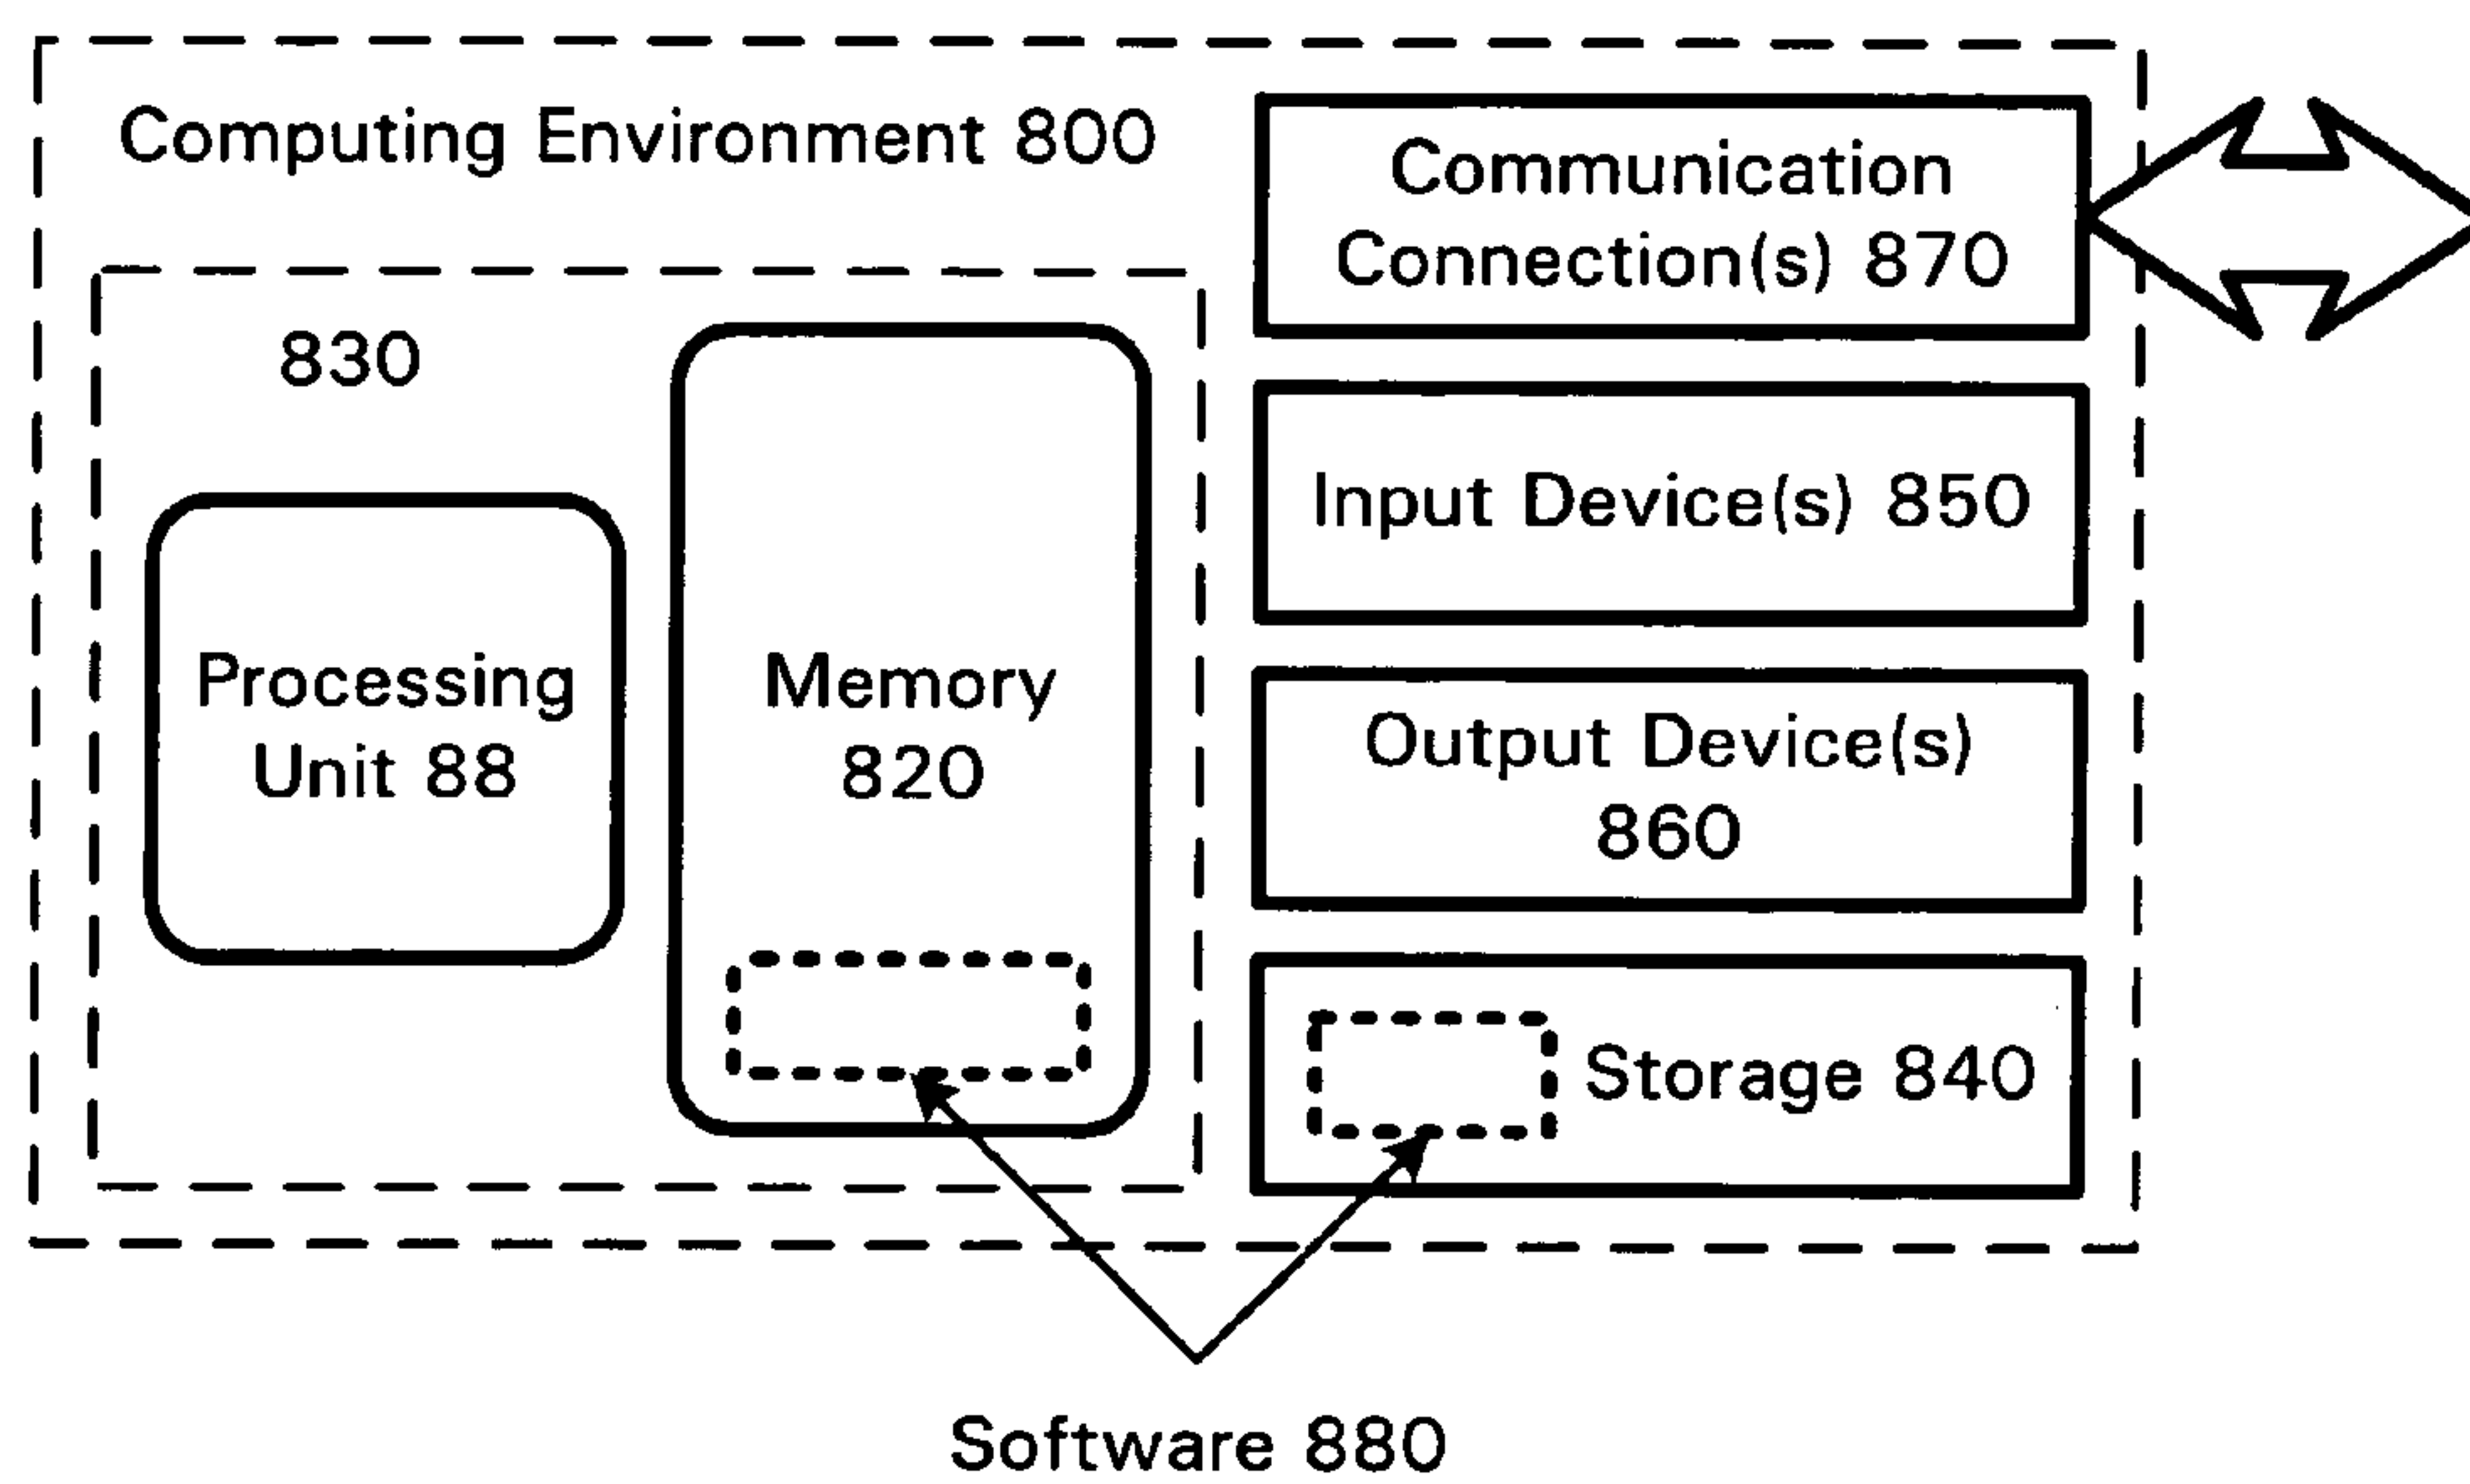 Computing Environment 800
830
Processing
Unit 88
Memory
820
Communication
Connection(s) 870
Input Device(s) 850
Output Device(s)
860
Storage 840
Software 880